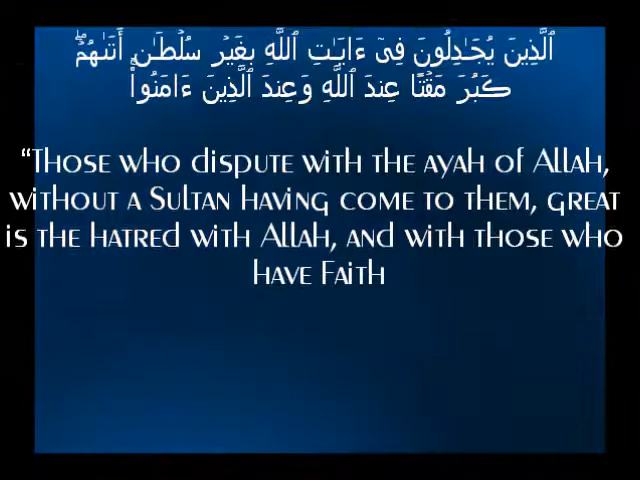 ٱلَّذِينَ يُجَـٰدِلُونَ فِىٓ ءَايَـٰتِ ٱللَّهِ بِغَيْرِ سُلْطَـٰنٍ أَتَىٰهُمْ ۖ
كَبُرَ مَقْتًا عِندَ ٱللَّهِ وَعِندَ ٱلَّذِينَ ءَامَنُوا۟ ۚ
“Those who dispute with the ayah of Allah,
without a Sultan having come to them, great
is the hatred with Allah, and with those who
have Faith